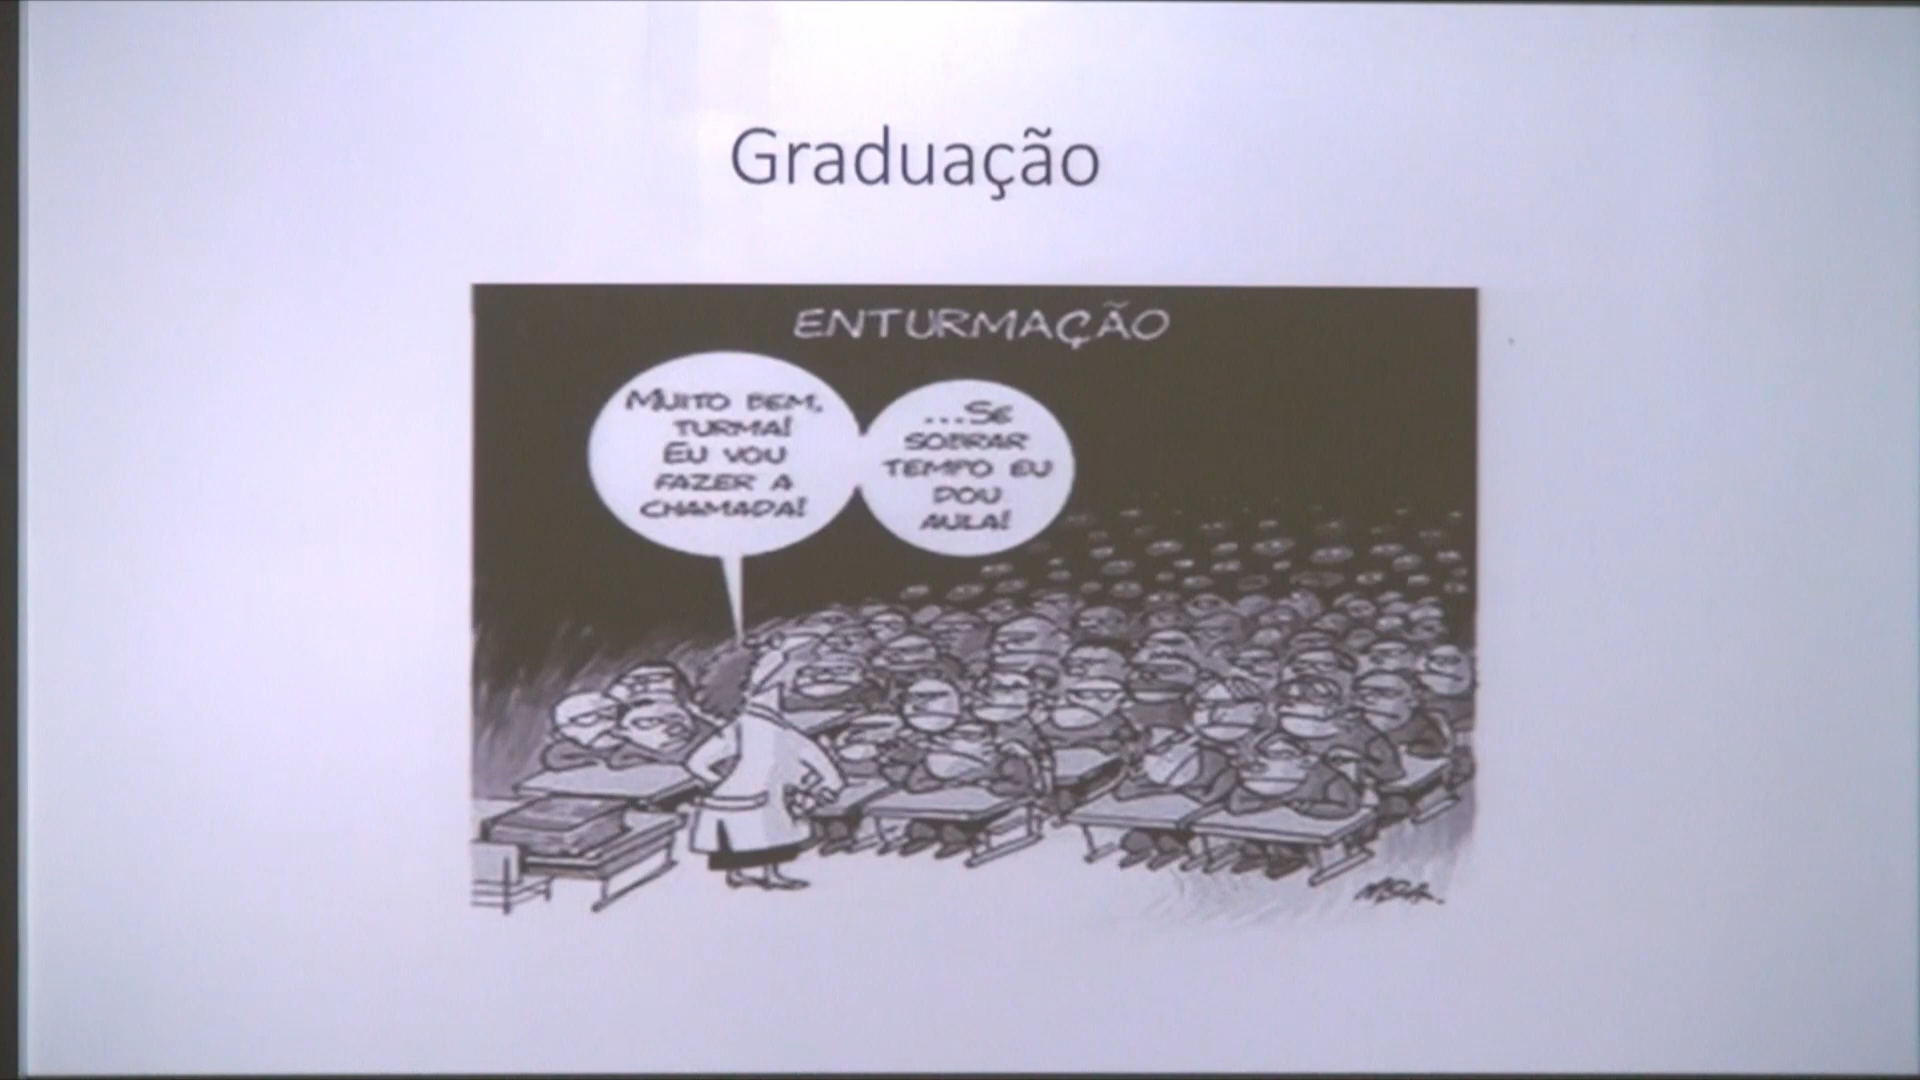 Graduação
ENTURMAÇÃO
MUITO BEM,
TURMA!
EU VOU
FAZER A
CHAMADA!
...SE
SOBRAR
TEMPO EU
DOU
AULA!